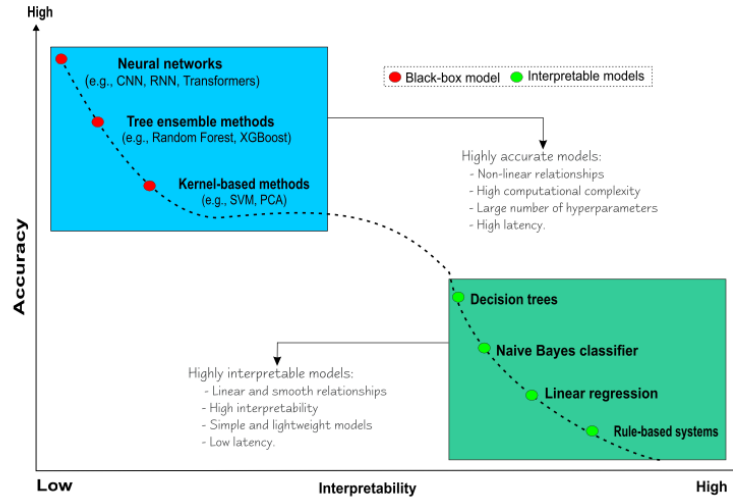 High
Neural networks
(e.g., CNN, RNN, Transformers)
Black-box model
Interpretable models
Tree ensemble methods
(e.g., Random Forest, XGBoost)
Highly accurate models:
- Non-linear relationships
- High computational complexity
- Large number of hyperparameters
- High latency.
Kernel-based methods
(e.g., SVM, PCA)
Accuracy
Decision trees
Naive Bayes classifier
Linear regression
Rule-based systems
Highly interpretable models:
- Linear and smooth relationships
- High interpretability
- Simple and lightweight models
- Low latency.
Low
Interpretability
High